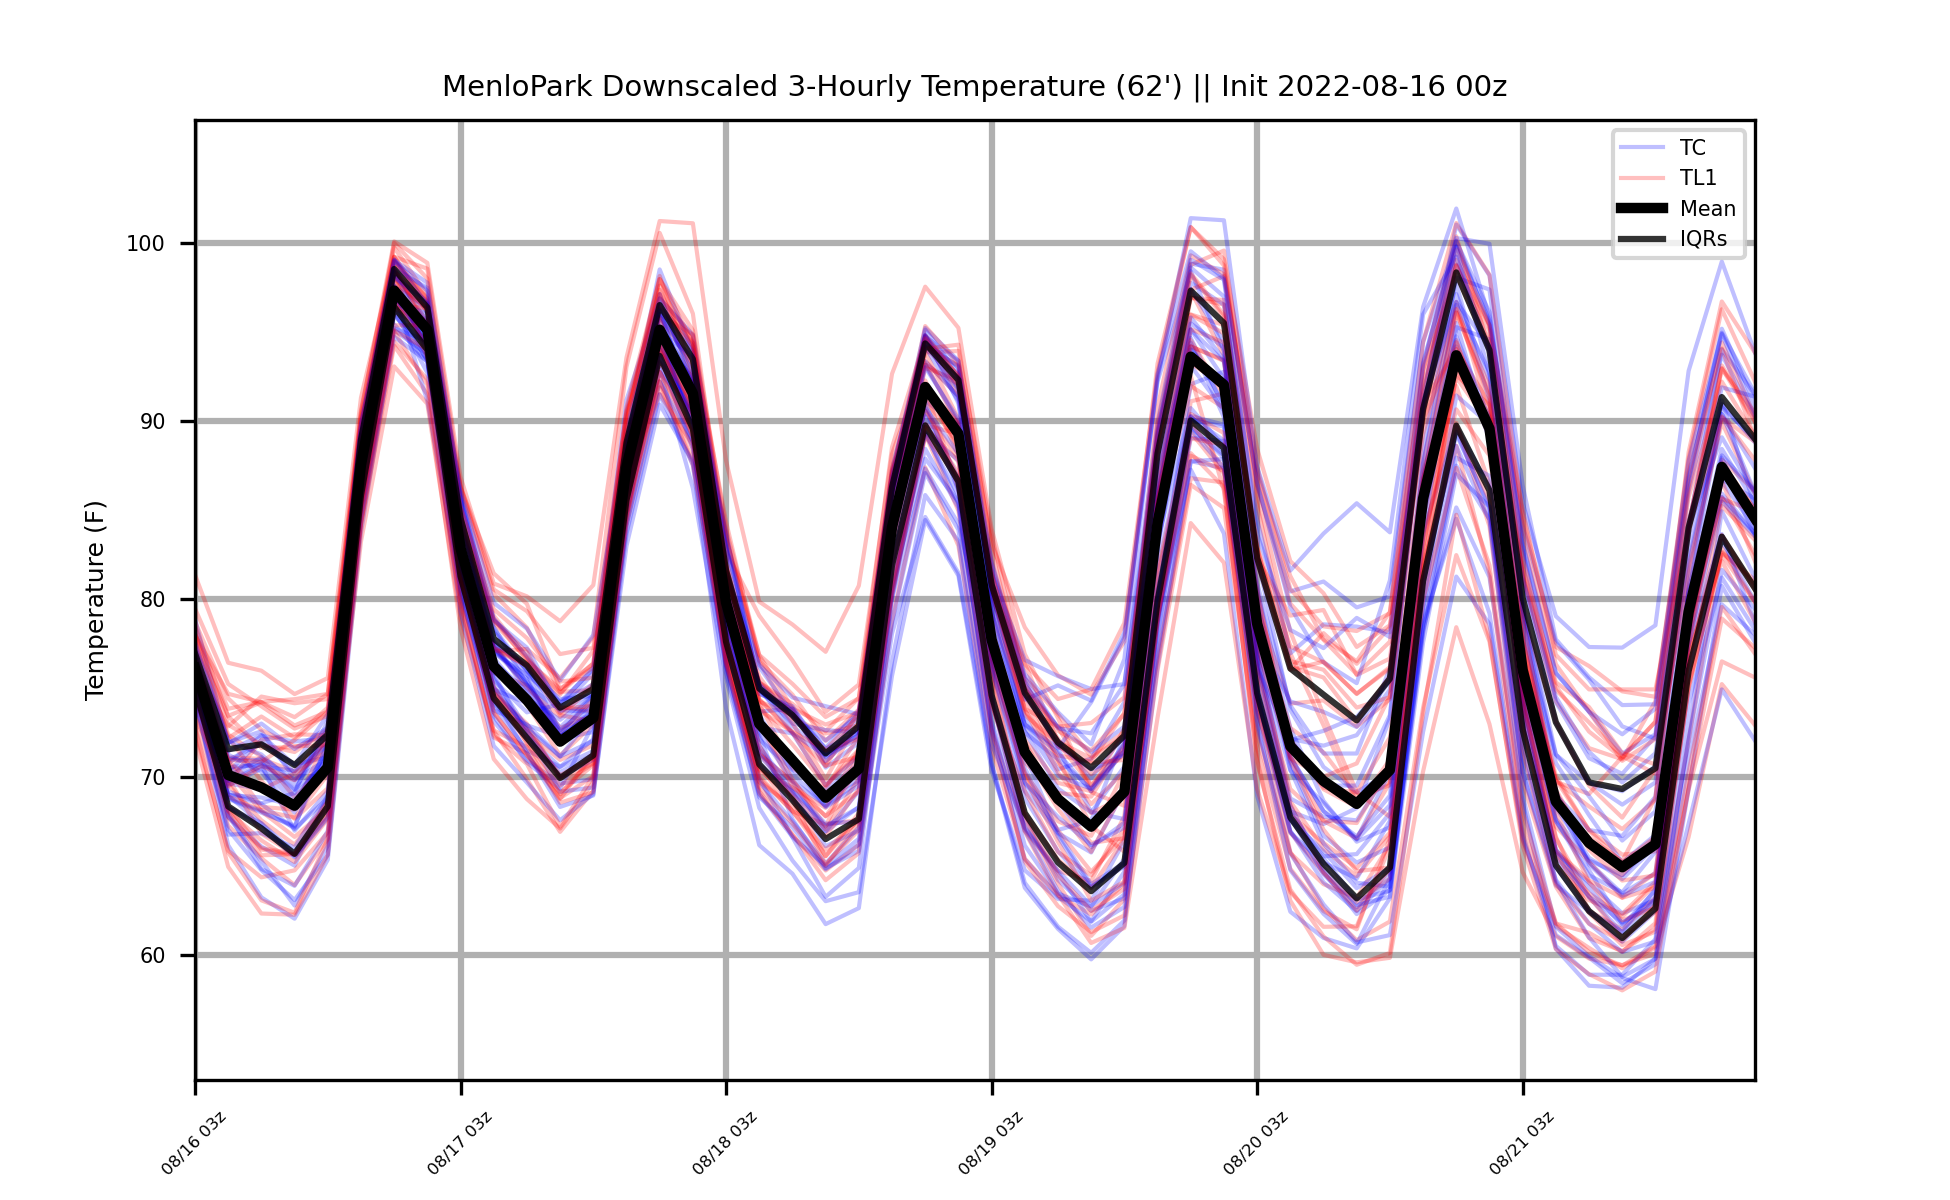 MenloPark Downscaled 3-Hourly Temperature (62') || Init 2022-08-16 00z
TC
TL1
Mean
IQRs
Temperature (F)
100
90
80
70
60
08/16 03z
08/17 03z
08/18 03z
08/19 03z
08/20 03z
08/21 03z